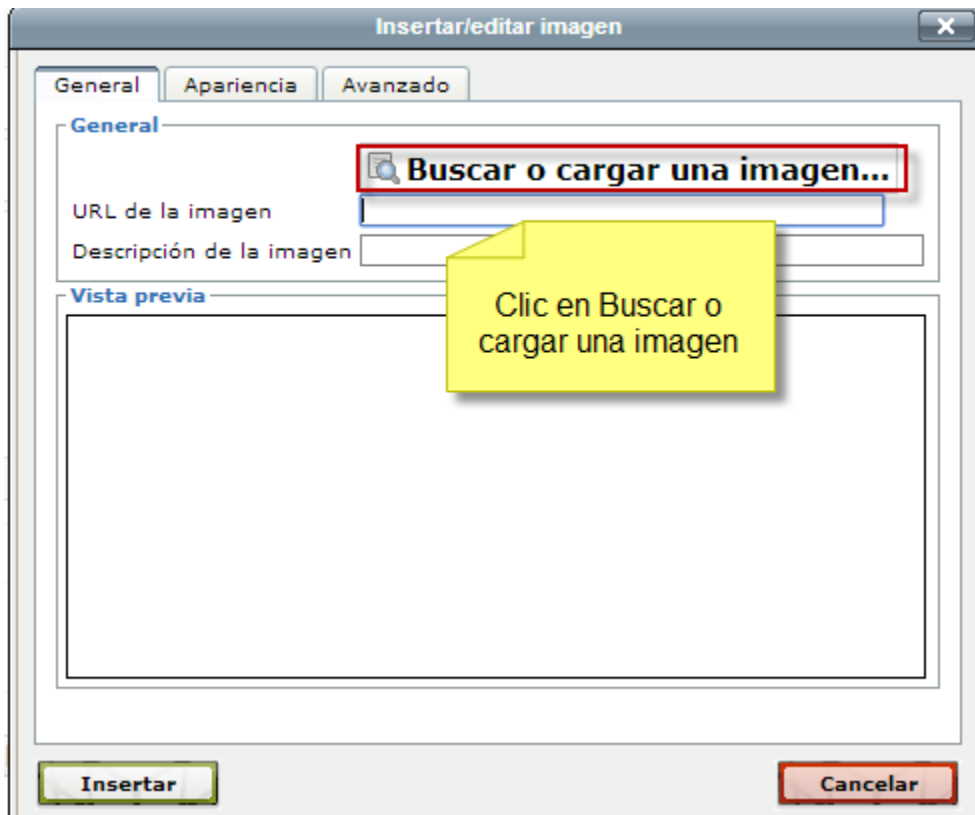 Insertar/editar imagen
General Apariencia Avanzado
General
Buscar o cargar una imagen...
URL de la imagen
Descripción de la imagen
Vista previa
Clic en Buscar o
cargar una imagen
Insertar Cancelar